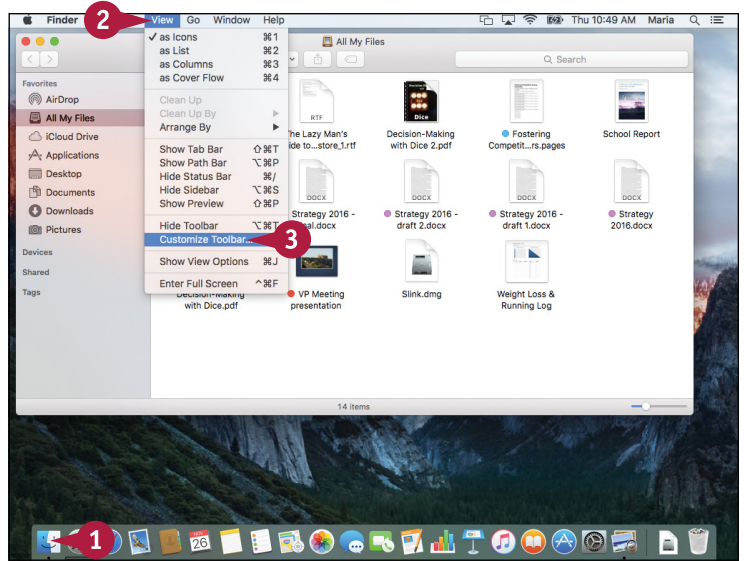 Finder
View Go Window Help
Thu 10:49 AM Maria
2
All My Files
Search
as Icons ⌘1
as List ⌘2
as Columns ⌘3
as Cover Flow ⌘4
Clean Up
Clean Up By
Arrange By
Show Tab Bar ⇧⌘T
Show Path Bar ⌥⌘P
Hide Status Bar ⌘/
Hide Sidebar ⌥⌘S
Show Preview ⇧⌘P
Hide Toolbar ⌥⌘T
Customize Toolbar...
3
Show View Options ⌘J
Enter Full Screen ^⌘F
Favorites
AirDrop
All My Files
iCloud Drive
Applications
Desktop
Documents
Downloads
Pictures
Devices
Shared
Tags
RTF
Dice
The Lazy Man's
ide to...store_1.rtf
Decision-Making
with Dice 2.pdf
Fostering
Competit...rs.pages
School Report
DOCX
DOCX
DOCX
DOCX
Strategy 2016 -
al.docx
Strategy 2016 -
draft 2.docx
Strategy 2016 -
draft 1.docx
Strategy
2016.docx
Decision-Making
with Dice.pdf
VP Meeting
presentation
Slink.dmg
Weight Loss &
Running Log
14 items
1
NOV
26